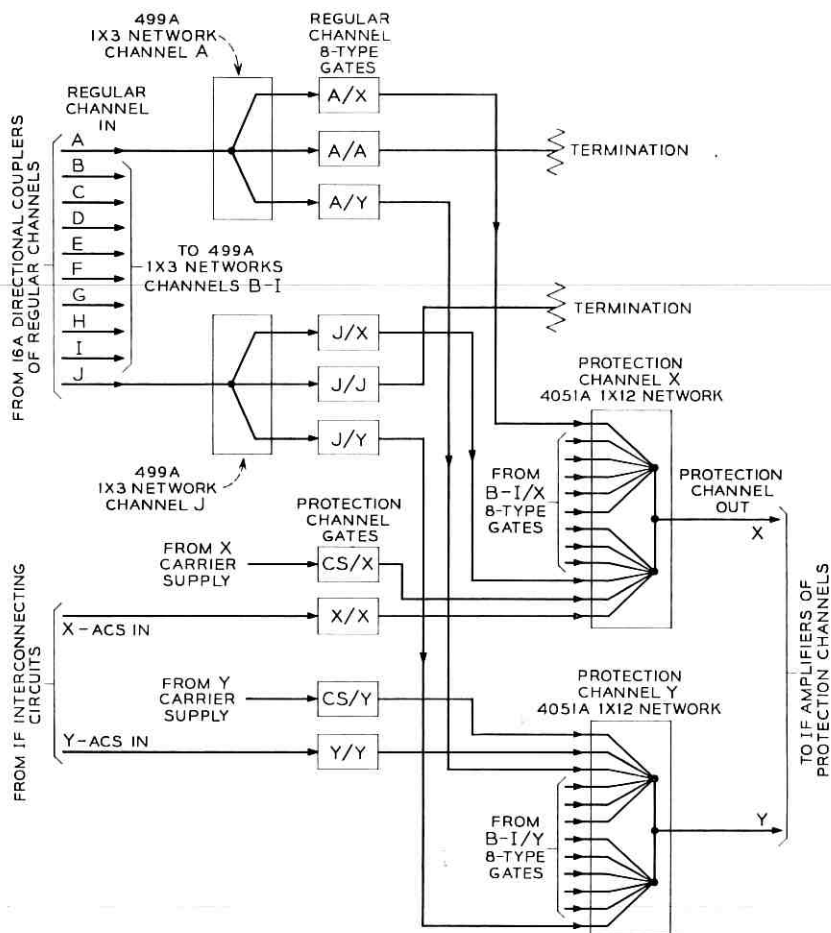 499A
1X3 NETWORK
CHANNEL A
REGULAR
CHANNEL
8-TYPE
GATES
REGULAR
CHANNEL
IN
FROM 16A DIRECTIONAL COUPLERS
OF REGULAR CHANNELS
A
B
C
D
E
F
G
H
I
J
TO 499A
1X3 NETWORKS
CHANNELS B-I
A/X
A/A
A/Y
TERMINATION
J/X
J/J
J/Y
TERMINATION
499A
1X3 NETWORK
CHANNEL J
PROTECTION
CHANNEL X
4051A 1X12 NETWORK
FROM
B-I/X
8-TYPE
GATES
PROTECTION
CHANNEL
OUT
X
PROTECTION
CHANNEL
GATES
FROM X
CARRIER
SUPPLY
CS/X
X-ACS IN
X/X
FROM IF INTERCONNECTING
CIRCUITS
FROM Y
CARRIER
SUPPLY
CS/Y
Y-ACS IN
Y/Y
PROTECTION
CHANNEL Y
4051A 1X12 NETWORK
FROM
B-I/Y
8-TYPE
GATES
Y
TO IF AMPLIFIERS OF
PROTECTION CHANNELS